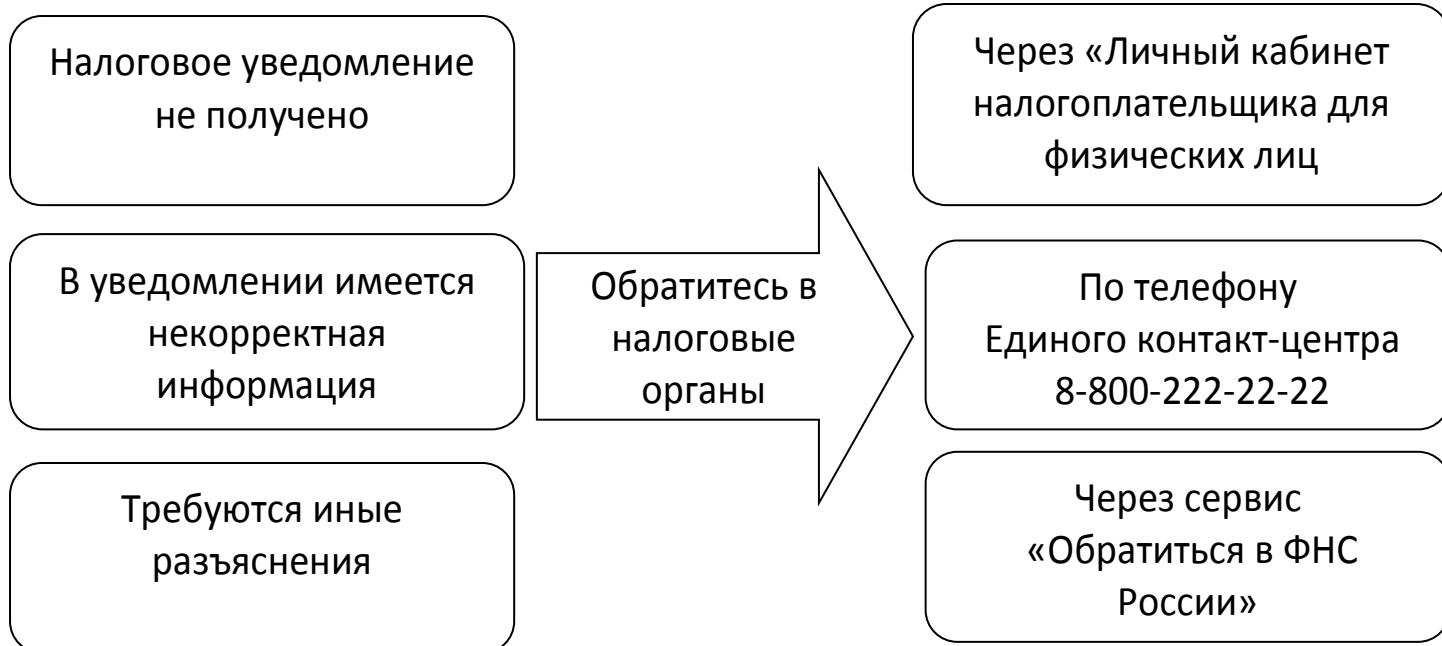 Налоговое уведомление
не получено
В уведомлении имеется
некорректная
информация
Требуются иные
разъяснения
Обратитесь в
налоговые
органы
Через «Личный кабинет
налогоплательщика для
физических лиц
По телефону
Единого контакт-центра
8-800-222-22-22
Через сервис
«Обратиться в ФНС
России»